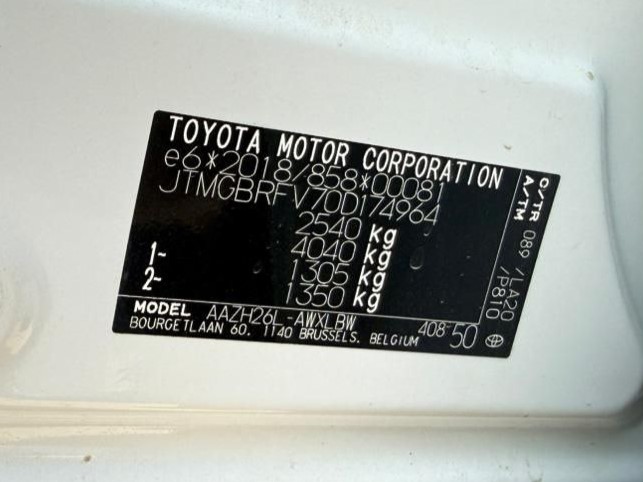 TOYOTA MOTOR CORPORATION
e6*2018/858*00081
JTMGBRFV70D174964
2540 kg
4040 kg
1~ 1305 kg
2~ 1350 kg
MODEL AAZH26L-AWXLBW
BOURGETLAAN 60. 1140 BRUSSELS. BELGIUM
408-50
C/TR 089 /LA20
A/TM /P810